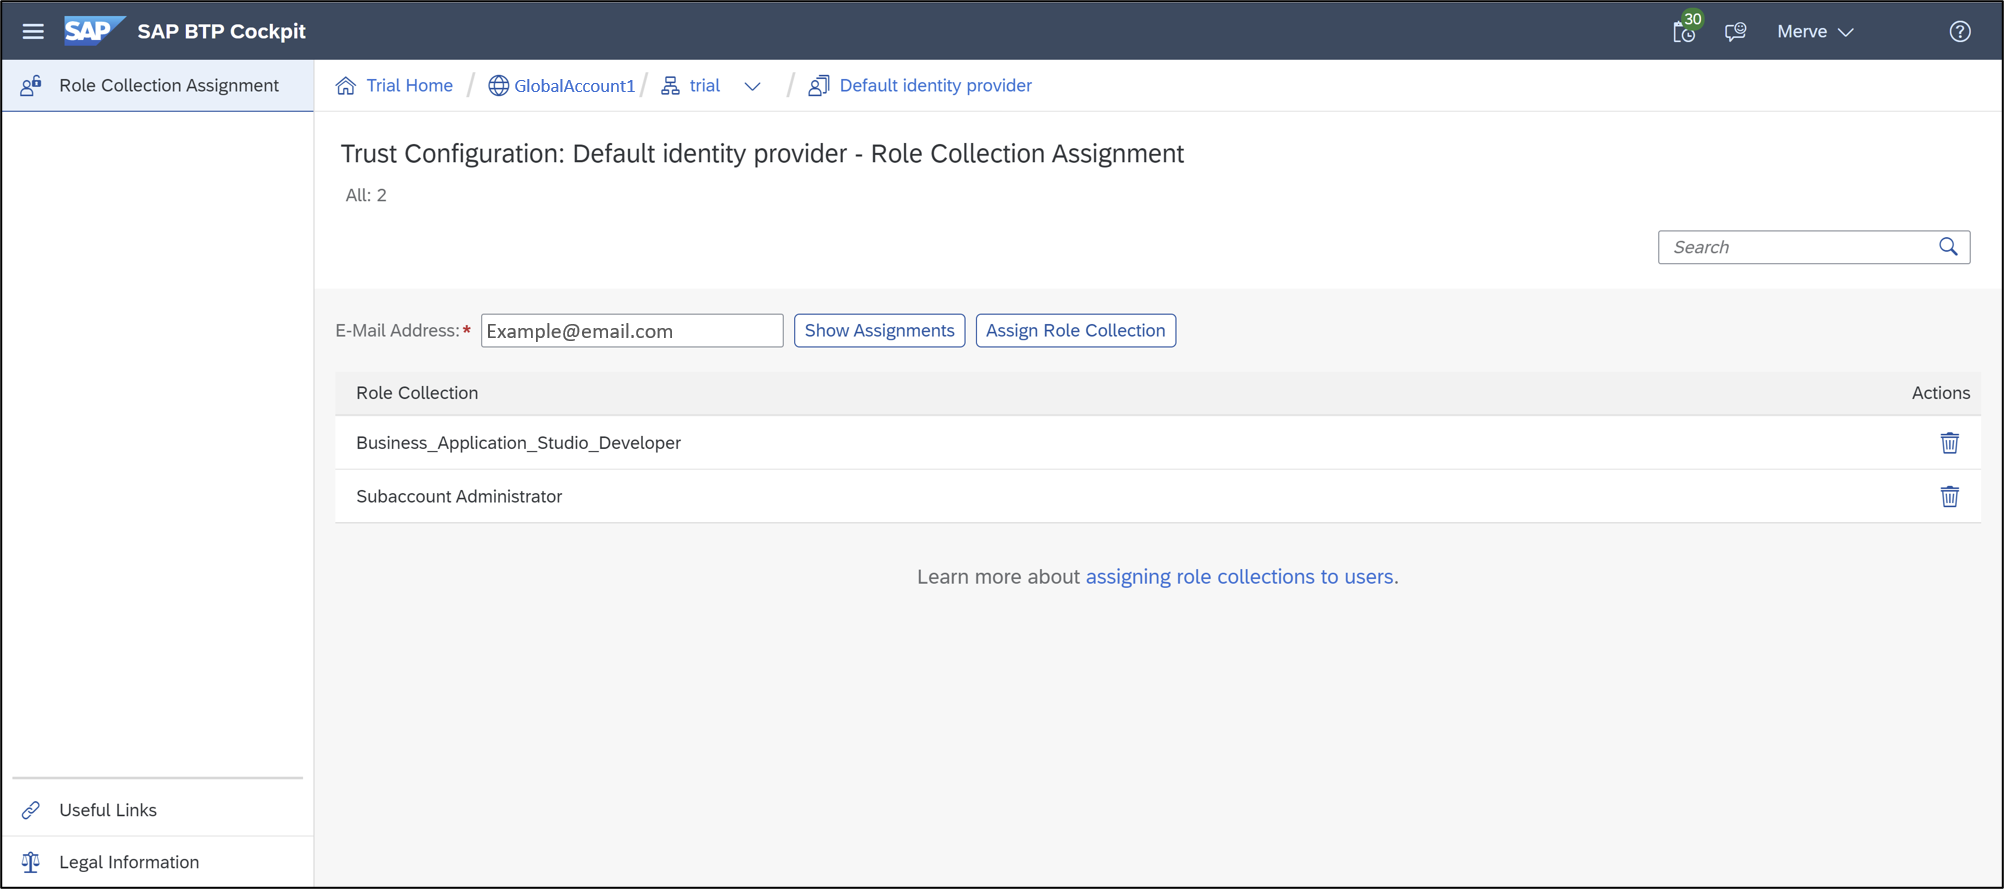 SAP SAP BTP Cockpit 30 Merve
Role Collection Assignment
Trial Home / GlobalAccount1 / trial / Default identity provider
Trust Configuration: Default identity provider - Role Collection Assignment
All: 2
Search
E-Mail Address:* Example@email.com Show Assignments Assign Role Collection
Role Collection Actions
Business_Application_Studio_Developer
Subaccount Administrator
Learn more about assigning role collections to users.
Useful Links
Legal Information